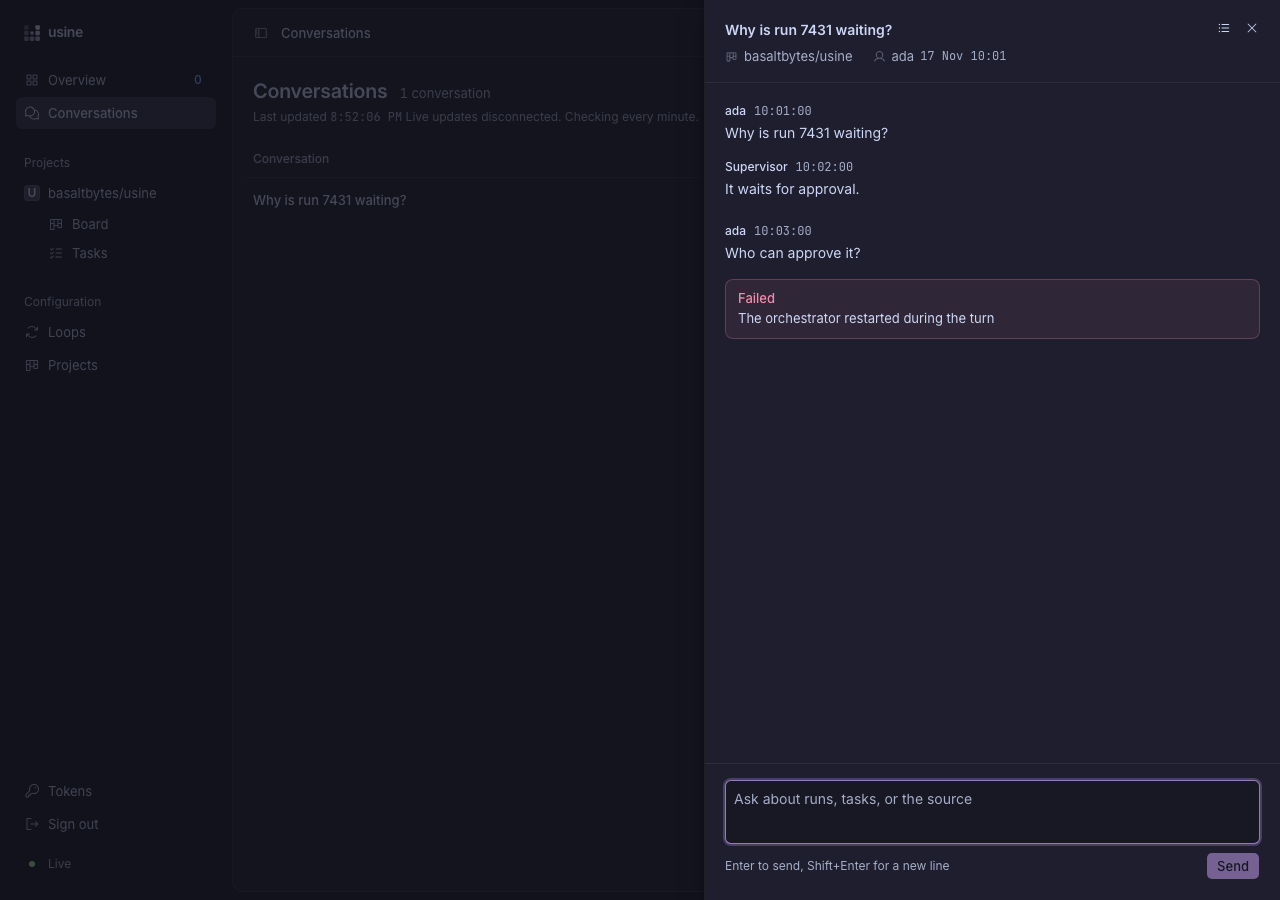 usine
Overview 0
Conversations
Projects
U basaltbytes/usine
Board
Tasks
Configuration
Loops
Projects
Tokens
Sign out
Live
Conversations
Conversations 1 conversation
Last updated 8:52:06 PM Live updates disconnected. Checking every minute.
Conversation
Why is run 7431 waiting?
Why is run 7431 waiting?
basaltbytes/usine ada 17 Nov 10:01
ada 10:01:00
Why is run 7431 waiting?
Supervisor 10:02:00
It waits for approval.
ada 10:03:00
Who can approve it?
Failed
The orchestrator restarted during the turn
Ask about runs, tasks, or the source
Enter to send, Shift+Enter for a new line
Send